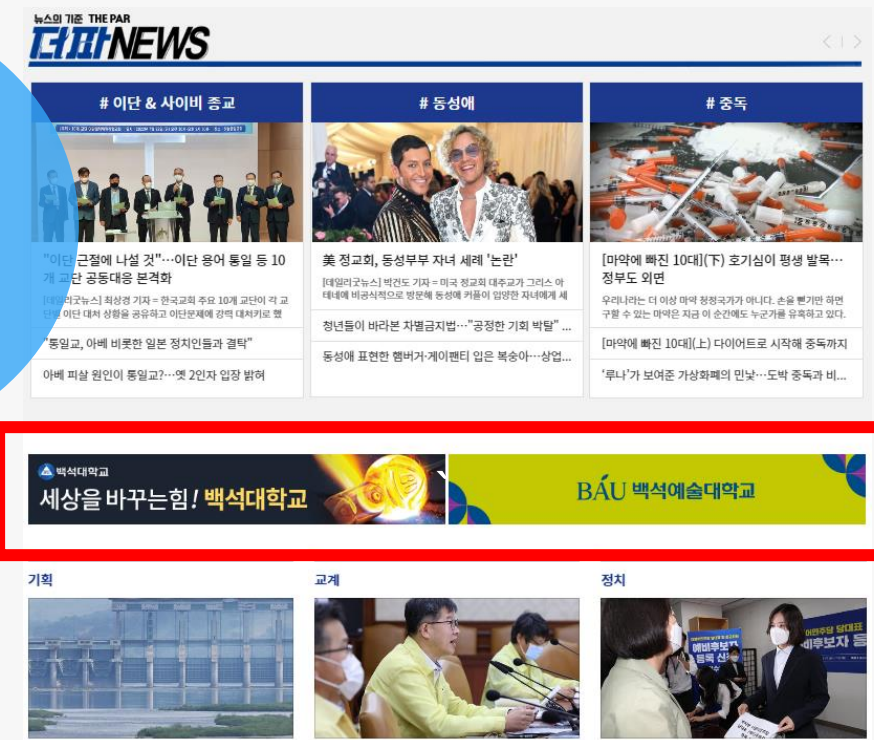 뉴스의 기준 THE PAR
더파NEWS
# 이단 & 사이비 종교
"이단 근절에 나설 것"…이단 용어 통일 등 10
개 교단 공동대응 본격화
[데일리굿뉴스] 최상경 기자 = 한국교회 주요 10개 교단이 각 교
단별 이단 대처 상황을 공유하고 이단문제에 강력 대처키로 했
"통일교, 아베 비롯한 일본 정치인들과 결탁"
아베 피살 원인이 통일교?…옛 2인자 입장 밝혀
# 동성애
美 정교회, 동성부부 자녀 세례 '논란'
[데일리굿뉴스] 박건도 기자 = 미국 정교회 대주교가 그리스 아
테네에 비공식적으로 방문해 동성애 커플이 입양한 자녀에게 세
청년들이 바라본 차별금지법…"공정한 기회 박탈" ...
동성애 표현한 햄버거·게이팬티 입은 복숭아…상업...
# 중독
[마약에 빠진 10대](下) 호기심이 평생 발목…
정부도 외면
우리나라는 더 이상 마약 청정국가가 아니다. 손을 뻗기만 하면
구할 수 있는 마약은 지금 이 순간에도 누군가를 유혹하고 있다.
[마약에 빠진 10대](上) 다이어트로 시작해 중독까지
'루나'가 보여준 가상화폐의 민낯…도박 중독과 비...
백석대학교
세상을 바꾸는힘! 백석대학교
BÁU 백석예술대학교
기획
교계
정치
예비후보자
등록 신
당대표